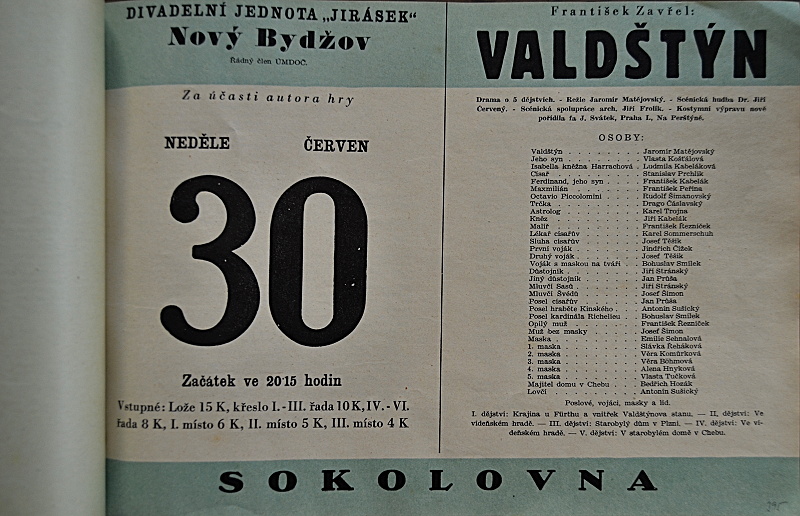 DIVADELNÍ JEDNOTA „JIRÁSEK“
Nový Bydžov
Řádný člen ÚMDOČ.
Za účasti autora hry
NEDĚLE ČERVEN
30
Začátek ve 20·15 hodin
Vstupné: Lože 15 K, křeslo I.-III. řada 10 K, IV.-VI.
řada 8 K, I. místo 6 K, II. místo 5 K, III. místo 4 K
František Zavřel:
VALDŠTÝN
Drama o 5 dějstvích. - Režie Jaromír Matějovský. - Scénická hudba Dr. Jiří
Červený. - Scénická spolupráce arch. Jiří Frolík. - Kostymní výpravu nově
pořídila fa J. Svátek, Praha I., Na Perštýně.
OSOBY:
Valdštýn . . . . . . . . Jaromír Matějovský
Jeho syn . . . . . . . . Vlasta Košťálová
Isabella kněžna Harrachová . Ludmila Kabeláková
Císař . . . . . . . . Stanislav Prchlík
Ferdinand, jeho syn . . . . František Kabelák
Maxmilián . . . . . . . František Peřina
Octavio Piccolomini . . . . Rudolf Šimanovský
Trčka . . . . . . . . Drago Čáslavský
Astrolog . . . . . . . . Karel Trojna
Kněz . . . . . . . . Jiří Kabelák
Malíř . . . . . . . . František Řezníček
Lékař císařův . . . . . . Karel Sommerschuh
Sluha císařův . . . . . . Josef Těžik
První voják . . . . . . . Jindřich Čížek
Druhý voják . . . . . . . Josef Těšik
Voják s maskou na tváři . . Bohuslav Smilek
Důstojník . . . . . . . Jiří Stránský
Jiný důstojník . . . . . . Jan Průša
Mluvčí Sasů . . . . . . . Jiří Stránský
Mluvčí Švédů . . . . . . Josef Šimon
Posel císařův . . . . . . Jan Průša
Posel hraběte Kinského . . . Antonín Sušický
Posel kardinála Richelieu . . Bohuslav Smilek
Opilý muž . . . . . . . František Řezníček
Muž bez masky . . . . . . Josef Šimon
Maska . . . . . . . . Emilie Sehnalová
1. maska . . . . . . . . Slávka Řeháková
2. maska . . . . . . . . Věra Komůrková
3. maska . . . . . . . . Věra Böhmová
4. maska . . . . . . . . Alena Hnyková
5. maska . . . . . . . . Vlasta Tučková
Majitel domu v Chebu . . . Bedřich Hozák
Lovčí . . . . . . . . Antonín Sušický
Poslové, vojáci, masky a lid.
I. dějství: Krajina u Fürthu a vnitřek Valdštýnova stanu. — II, dějství: Ve
vídeňském hradě. — III. dějství: Starobylý dům v Plzni. — IV. dějství: Ve ví-
deňském hradě. — V. dějství: V starobylém domě v Chebu.
SOKOLOVNA